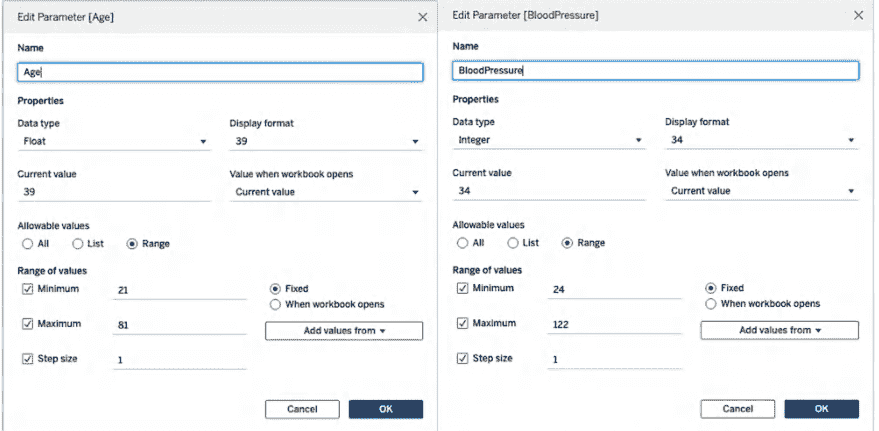 Edit Parameter [Age]
Name
Age
Properties
Data type Display format
Float 39
Current value Value when workbook opens
39 Current value
Allowable values
All List Range
Range of values
Minimum 21 Fixed
When workbook opens
Maximum 81 Add values from
Step size 1
Cancel OK
Edit Parameter [BloodPressure]
Name
BloodPressure
Properties
Data type Display format
Integer 34
Current value Value when workbook opens
34 Current value
Allowable values
All List Range
Range of values
Minimum 24 Fixed
When workbook opens
Maximum 122 Add values from
Step size 1
Cancel OK